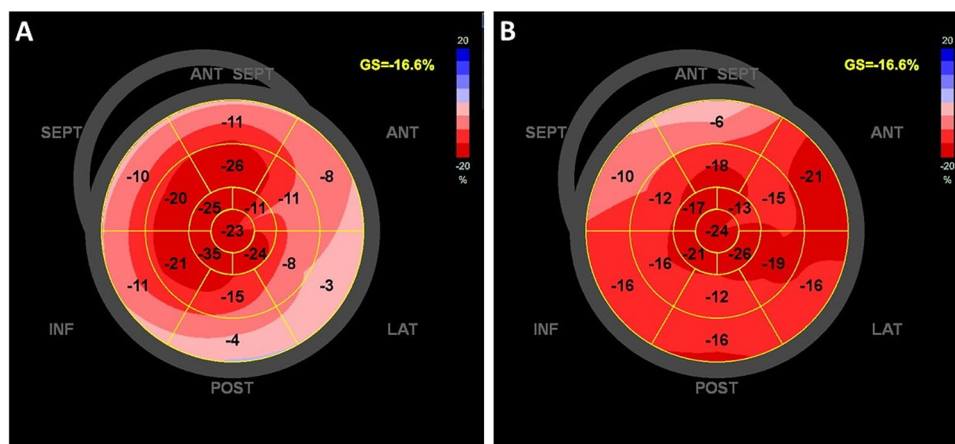 A
GS=-16.6%
20
-20
%
ANT SEPT
SEPT
ANT
-11
-26
-10
-8
-20
-11
-25
-11
-23
-35
-24
-21
-8
-11
-3
-15
-4
INF
LAT
POST
B
GS=-16.6%
20
-20
%
ANT SEPT
SEPT
ANT
-6
-18
-10
-21
-12
-15
-17
-13
-24
-21
-26
-16
-19
-16
-16
-12
-16
INF
LAT
POST